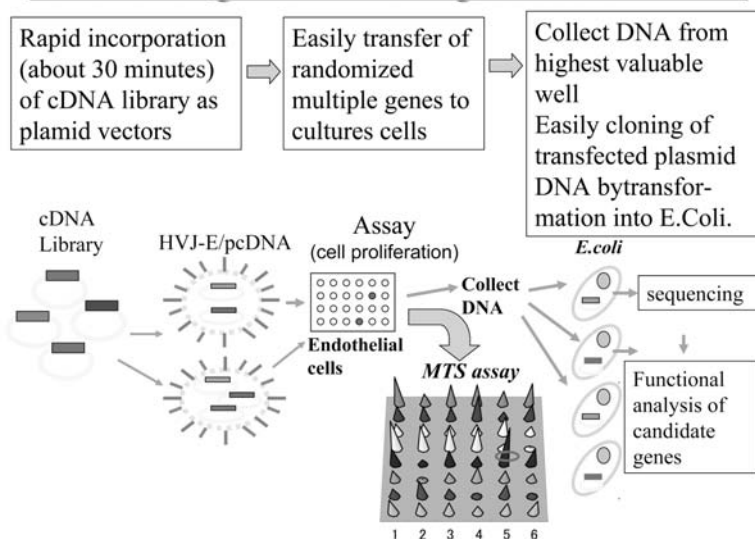 Rapid incorporation
(about 30 minutes)
of cDNA library as
plamid vectors
Easily transfer of
randomized
multiple genes to
cultures cells
Collect DNA from
highest valuable
well
Easily cloning of
transfected plasmid
DNA bytransfor-
mation into E.Coli.
cDNA
Library
HVJ-E/pcDNA
Assay
(cell proliferation)
Endothelial
cells
Collect
DNA
E.coli
sequencing
Functional
analysis of
candidate
genes
MTS assay
1 2 3 4 5 6